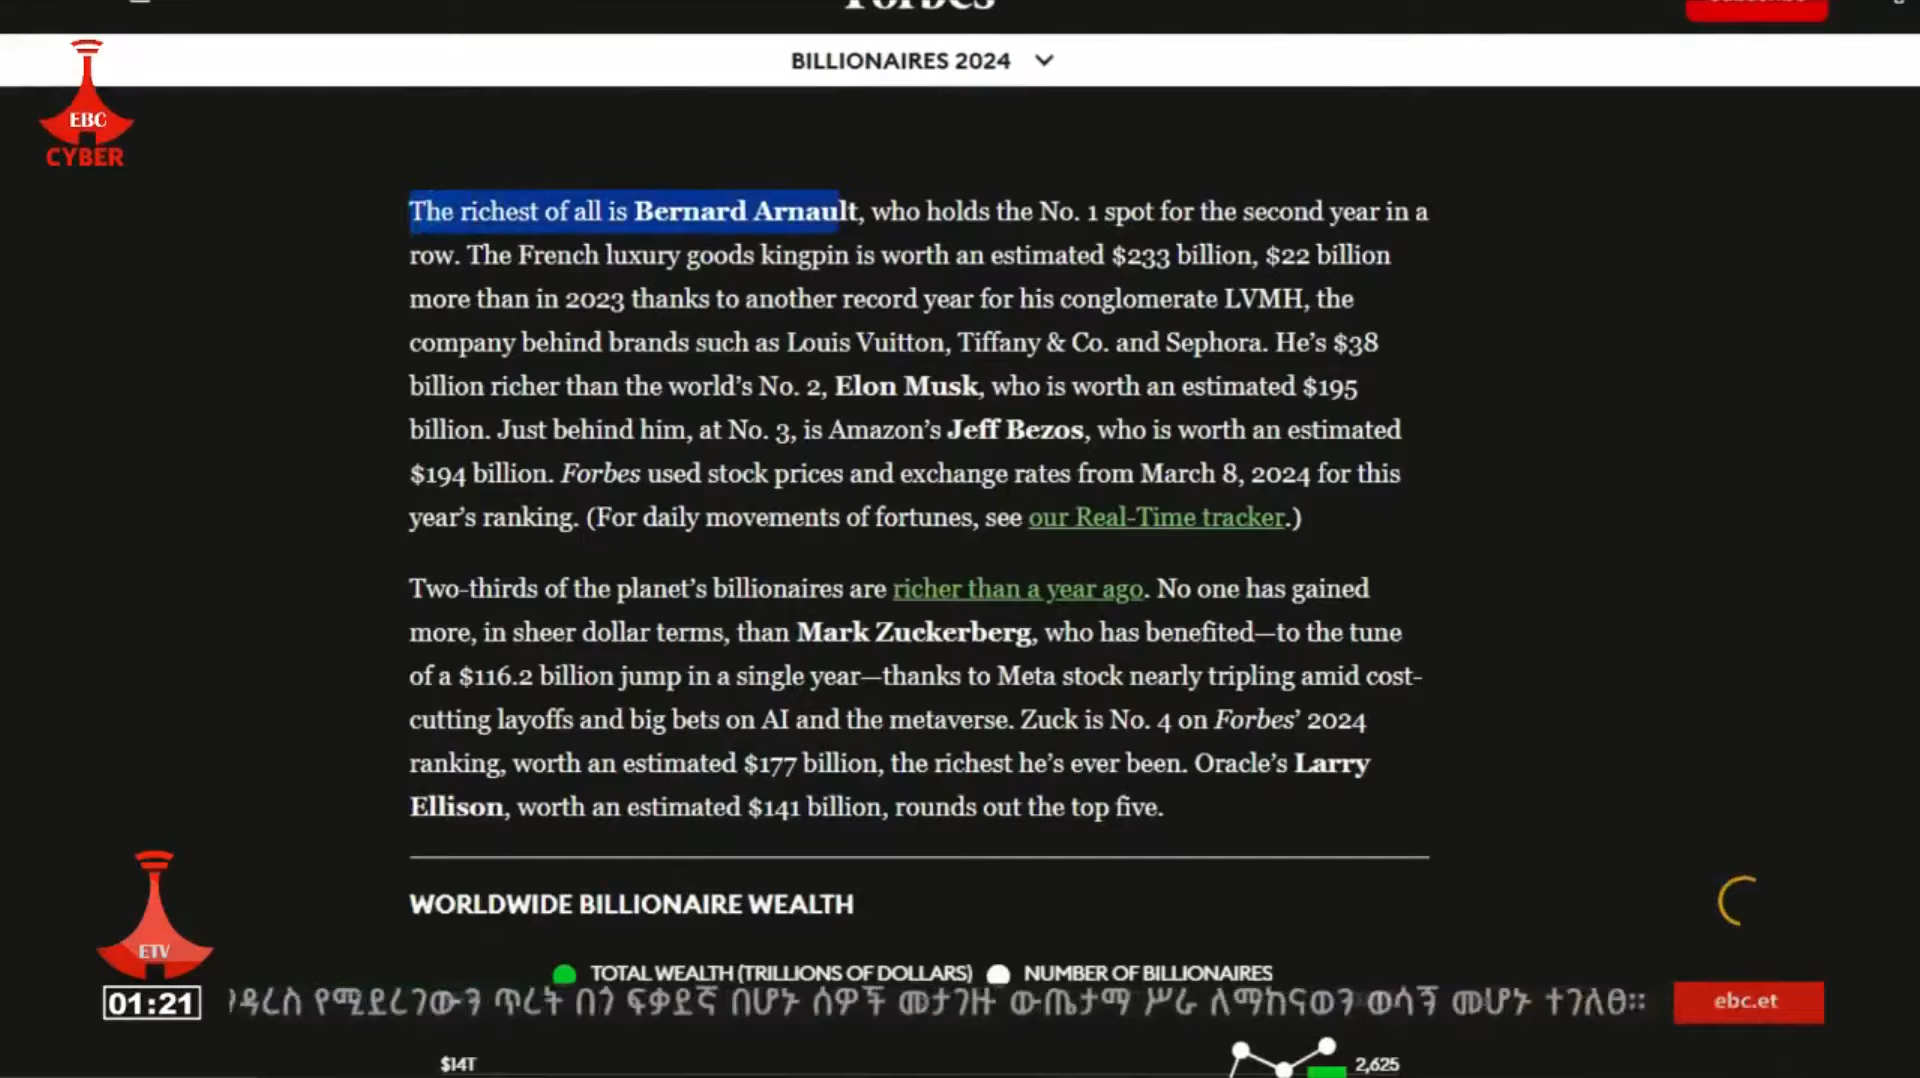 BILLIONAIRES 2024
EBC
CYBER
The richest of all is Bernard Arnault, who holds the No. 1 spot for the second year in a
row. The French luxury goods kingpin is worth an estimated $233 billion, $22 billion
more than in 2023 thanks to another record year for his conglomerate LVMH, the
company behind brands such as Louis Vuitton, Tiffany & Co. and Sephora. He’s $38
billion richer than the world’s No. 2, Elon Musk, who is worth an estimated $195
billion. Just behind him, at No. 3, is Amazon’s Jeff Bezos, who is worth an estimated
$194 billion. Forbes used stock prices and exchange rates from March 8, 2024 for this
year’s ranking. (For daily movements of fortunes, see our Real-Time tracker.)
Two-thirds of the planet’s billionaires are richer than a year ago. No one has gained
more, in sheer dollar terms, than Mark Zuckerberg, who has benefited—to the tune
of a $116.2 billion jump in a single year—thanks to Meta stock nearly tripling amid cost-
cutting layoffs and big bets on AI and the metaverse. Zuck is No. 4 on Forbes’ 2024
ranking, worth an estimated $177 billion, the richest he’s ever been. Oracle’s Larry
Ellison, worth an estimated $141 billion, rounds out the top five.
WORLDWIDE BILLIONAIRE WEALTH
ETV
TOTAL WEALTH (TRILLIONS OF DOLLARS) NUMBER OF BILLIONAIRES
01:21
የሚደረገውን ጥረት በጎ ፍቃደኛ በሆኑ ሰዎች መታገዙ ውጤታማ ሥራ ለማከናወን ወሳኝ መሆኑ ተገለፀ።
ebc.et
$14T
2,625